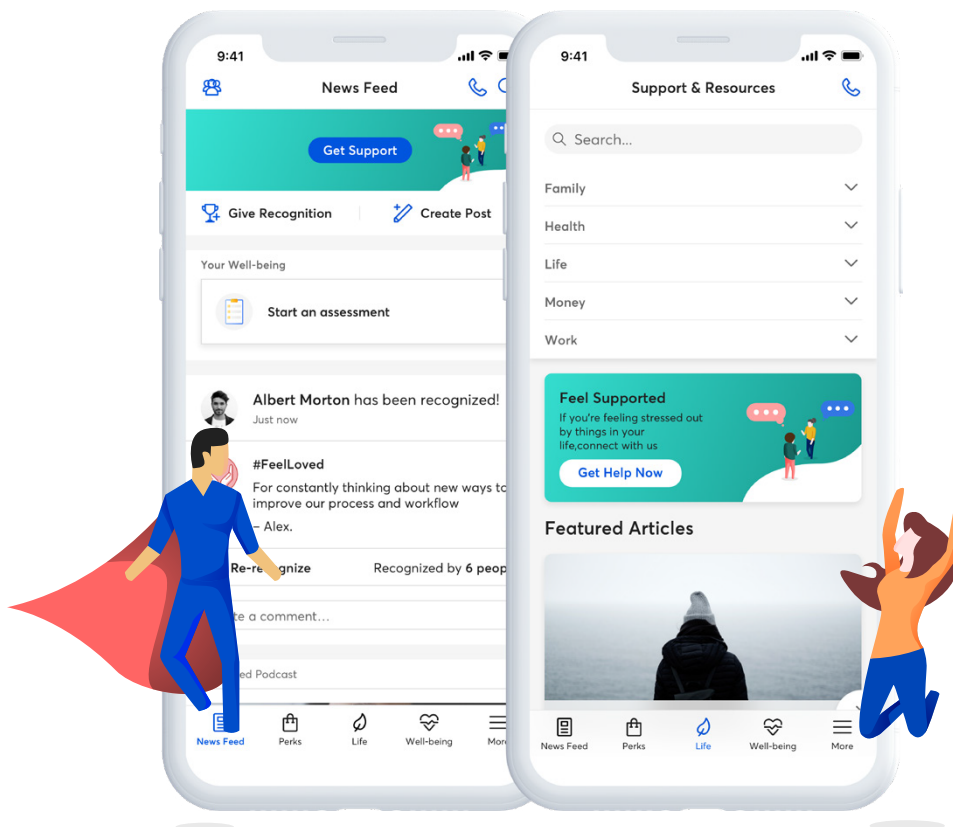 9:41
News Feed
Get Support
Give Recognition
Create Post
Your Well-being
Start an assessment
Albert Morton has been recognized!
Just now
#FeelLoved
For constantly thinking about new ways to
improve our process and workflow
– Alex.
Re-recognize
Recognized by 6 peop
te a comment...
ed Podcast
News Feed
Perks
Life
Well-being
Mor
9:41
Support & Resources
Search...
Family
Health
Life
Money
Work
Feel Supported
If you're feeling stressed out
by things in your
life,connect with us
Get Help Now
Featured Articles
News Feed
Perks
Life
Well-being
More